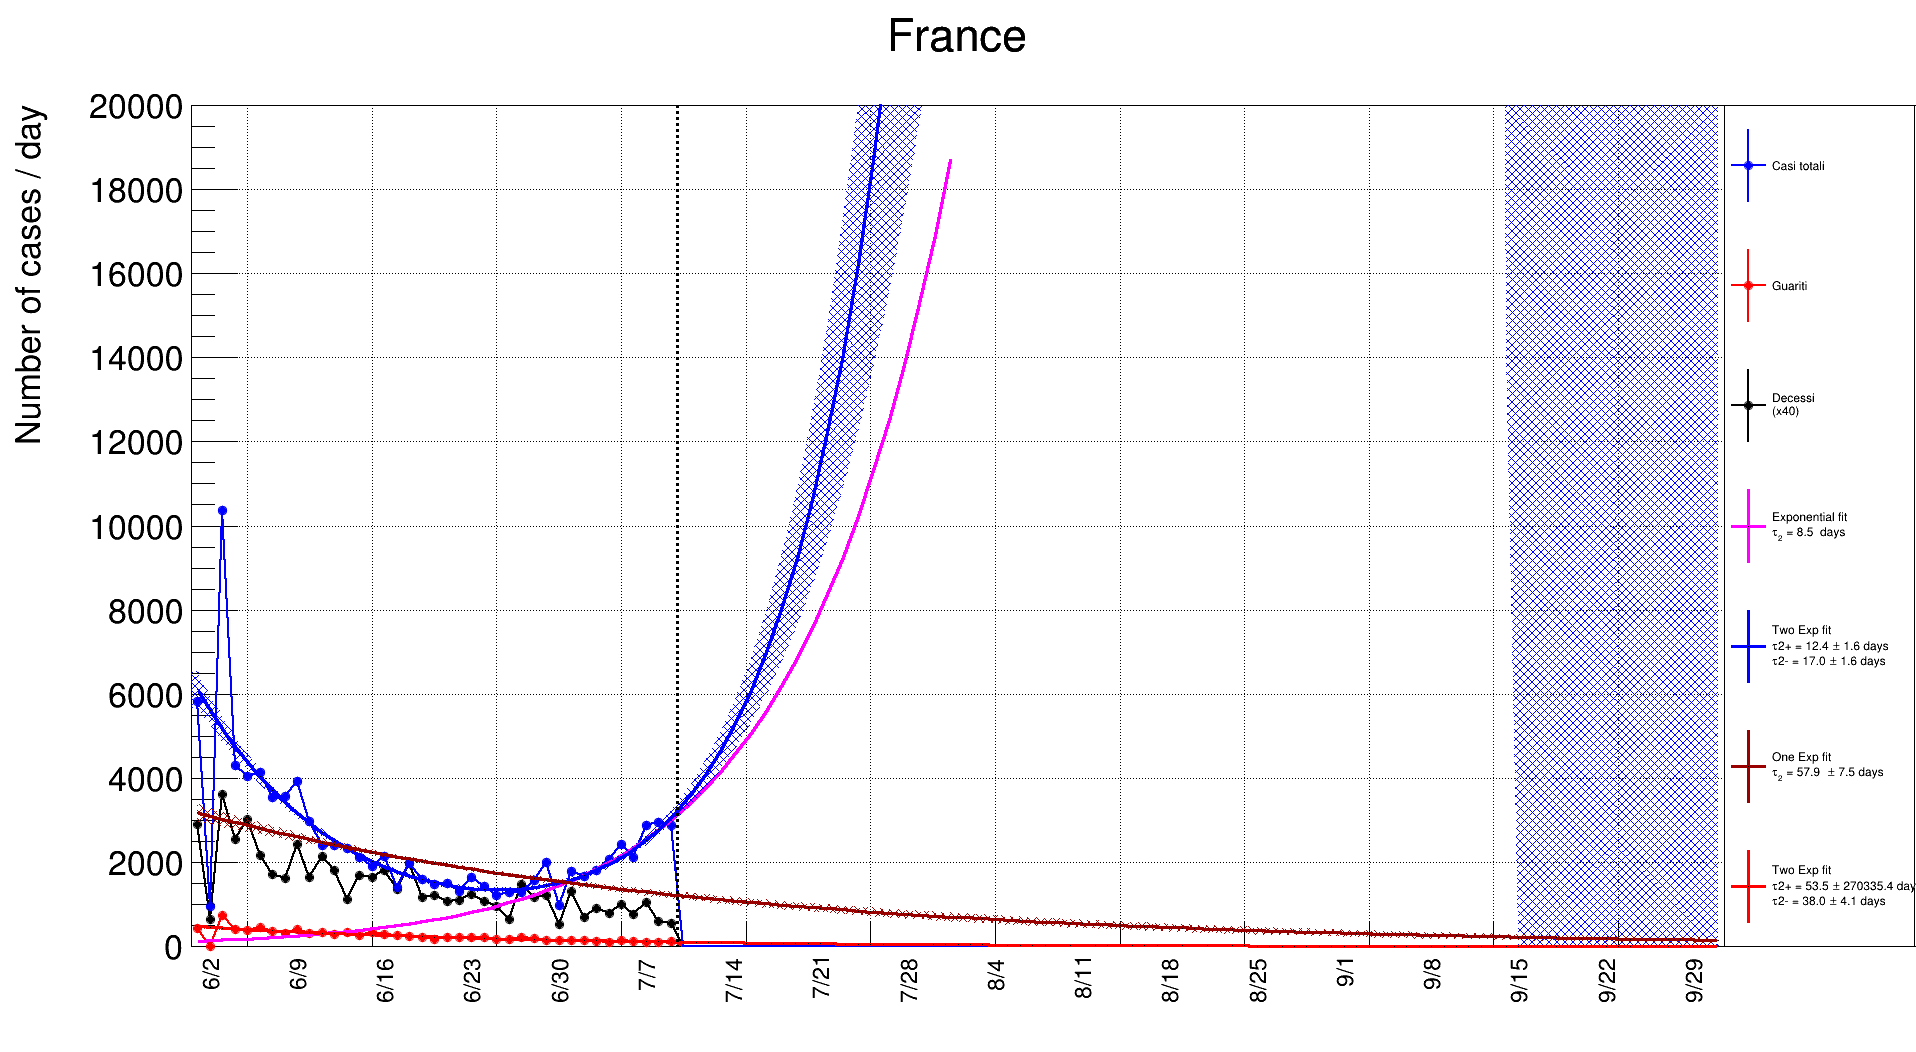 France
Number of cases / day
20000
18000
16000
14000
12000
10000
8000
6000
4000
2000
0
6/2 6/9 6/16 6/23 6/30 7/7 7/14 7/21 7/28 8/4 8/11 8/18 8/25 9/1 9/8 9/15 9/22 9/29
Casi totali
Guariti
Decessi
(x40)
Exponential fit
τ2 = 8.5 days
Two Exp fit
τ2+ = 12.4 ± 1.6 days
τ2- = 17.0 ± 1.6 days
One Exp fit
τ2 = 57.9 ± 7.5 days
Two Exp fit
τ2+ = 53.5 ± 270335.4 day
τ2- = 38.0 ± 4.1 days